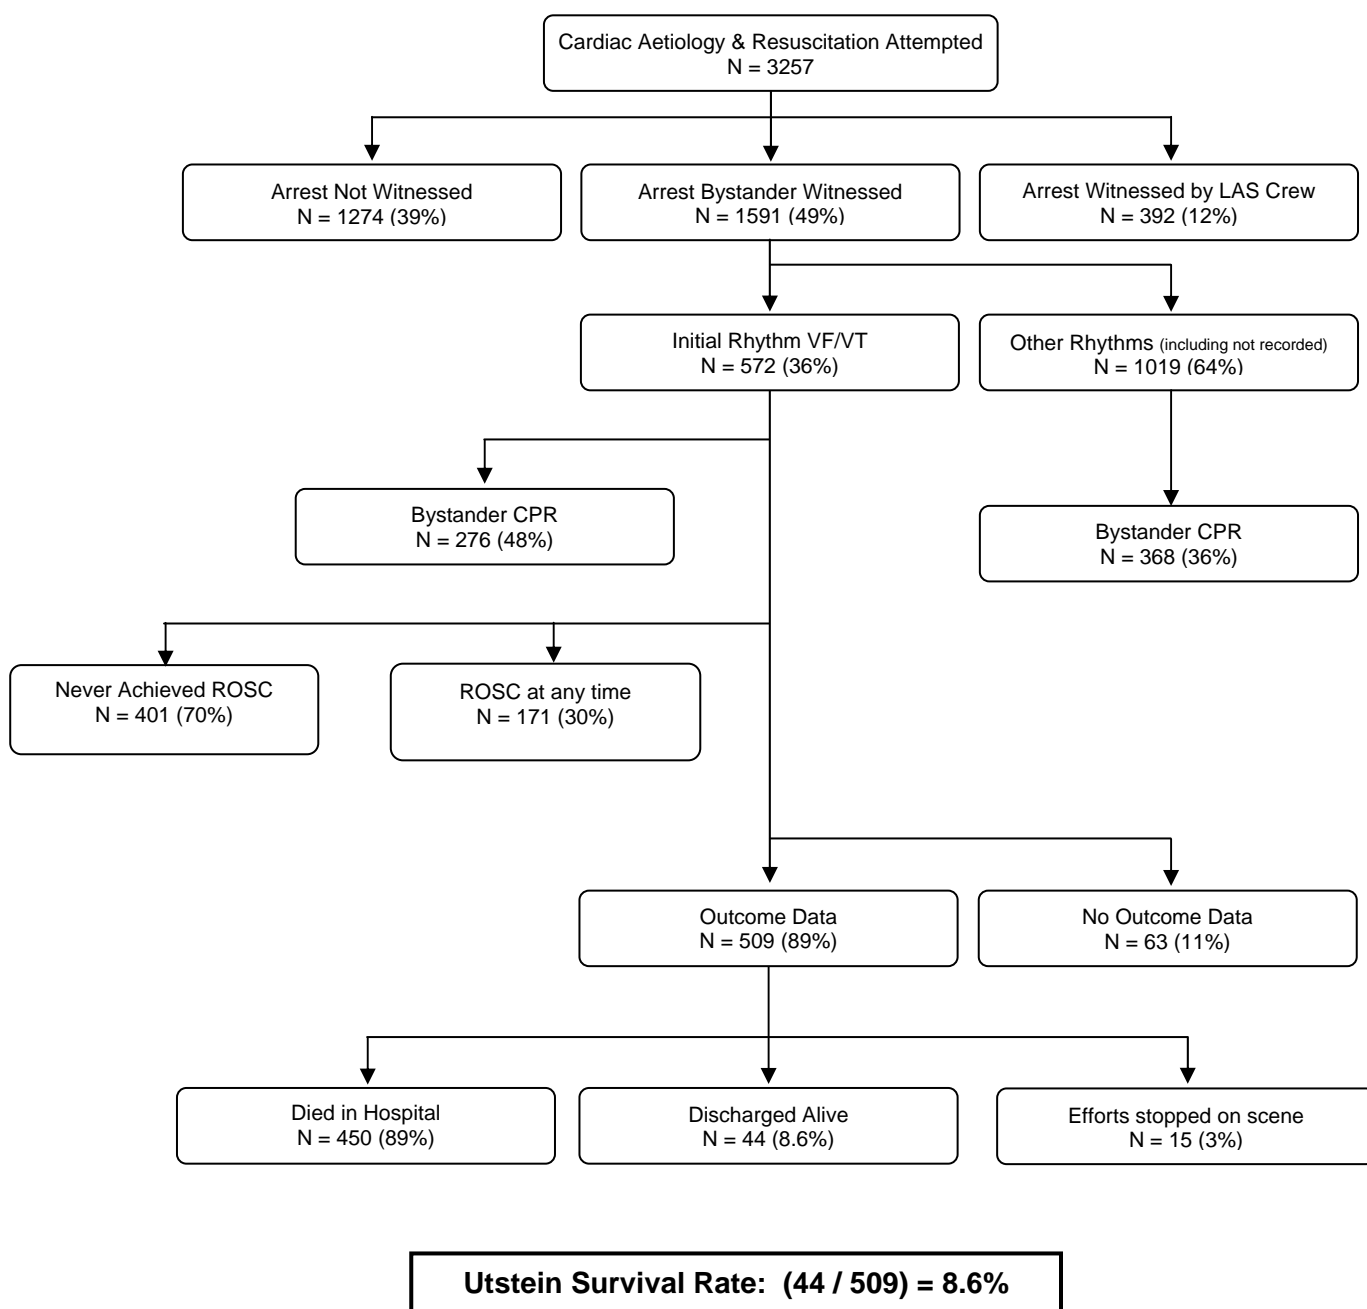 Cardiac Aetiology & Resuscitation Attempted
N = 3257
Arrest Not Witnessed
N = 1274 (39%)
Arrest Bystander Witnessed
N = 1591 (49%)
Arrest Witnessed by LAS Crew
N = 392 (12%)
Initial Rhythm VF/VT
N = 572 (36%)
Other Rhythms (including not recorded)
N = 1019 (64%)
Bystander CPR
N = 276 (48%)
Bystander CPR
N = 368 (36%)
Never Achieved ROSC
N = 401 (70%)
ROSC at any time
N = 171 (30%)
Outcome Data
N = 509 (89%)
No Outcome Data
N = 63 (11%)
Died in Hospital
N = 450 (89%)
Discharged Alive
N = 44 (8.6%)
Efforts stopped on scene
N = 15 (3%)
Utstein Survival Rate: (44 / 509) = 8.6%